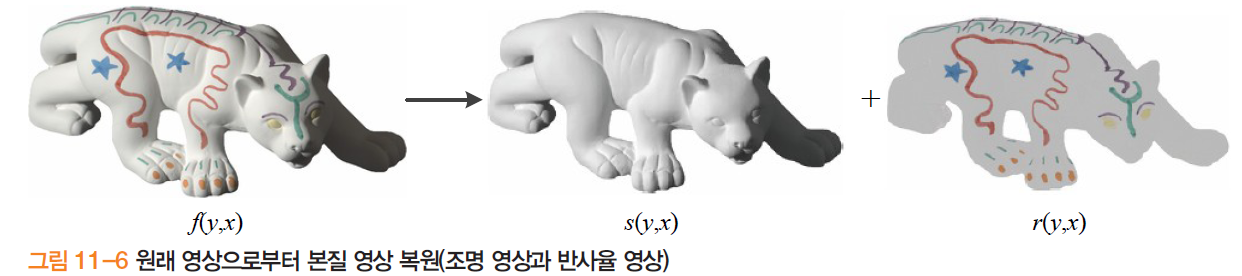 +
f(y,x)
s(y,x)
r(y,x)
그림 11-6 원래 영상으로부터 본질 영상 복원(조명 영상과 반사율 영상)